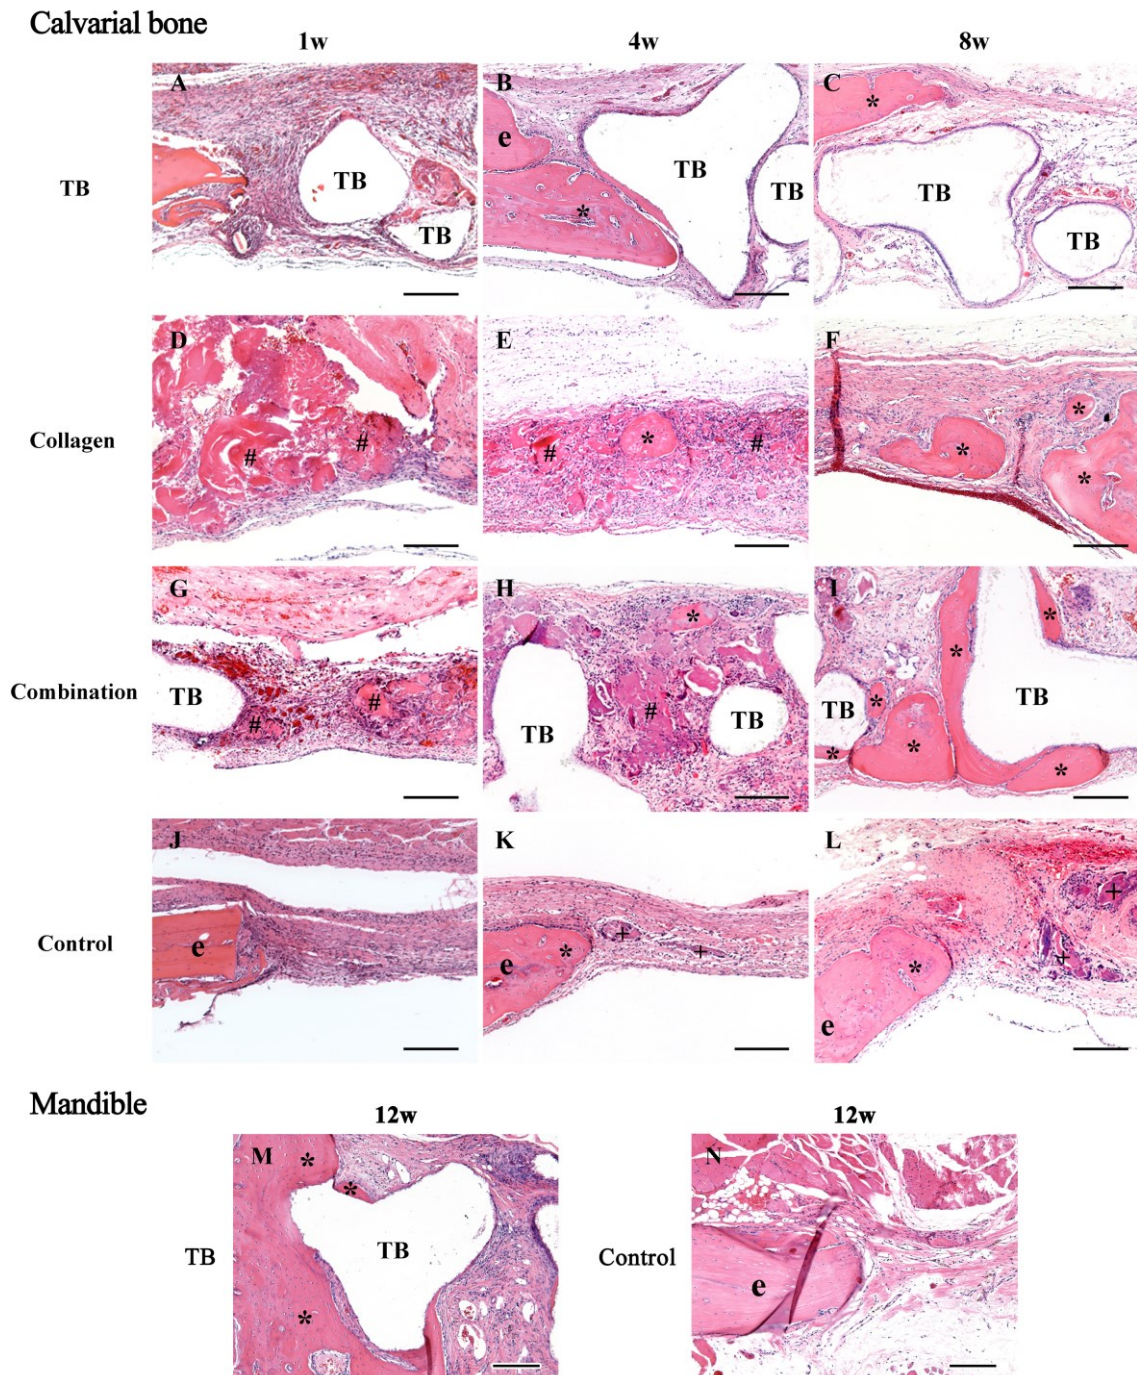 Calvarial bone
1w 4w 8w
A B C
e
TB TB TB TB TB TB TB
* *
D E F
Collagen
# # # * # * * *
G H I
Combination
TB # # TB # TB * TB TB * * * * * *
J K L
Control
e e * + + e * + +
Mandible
12w 12w
M N
* *
TB TB Control
* e